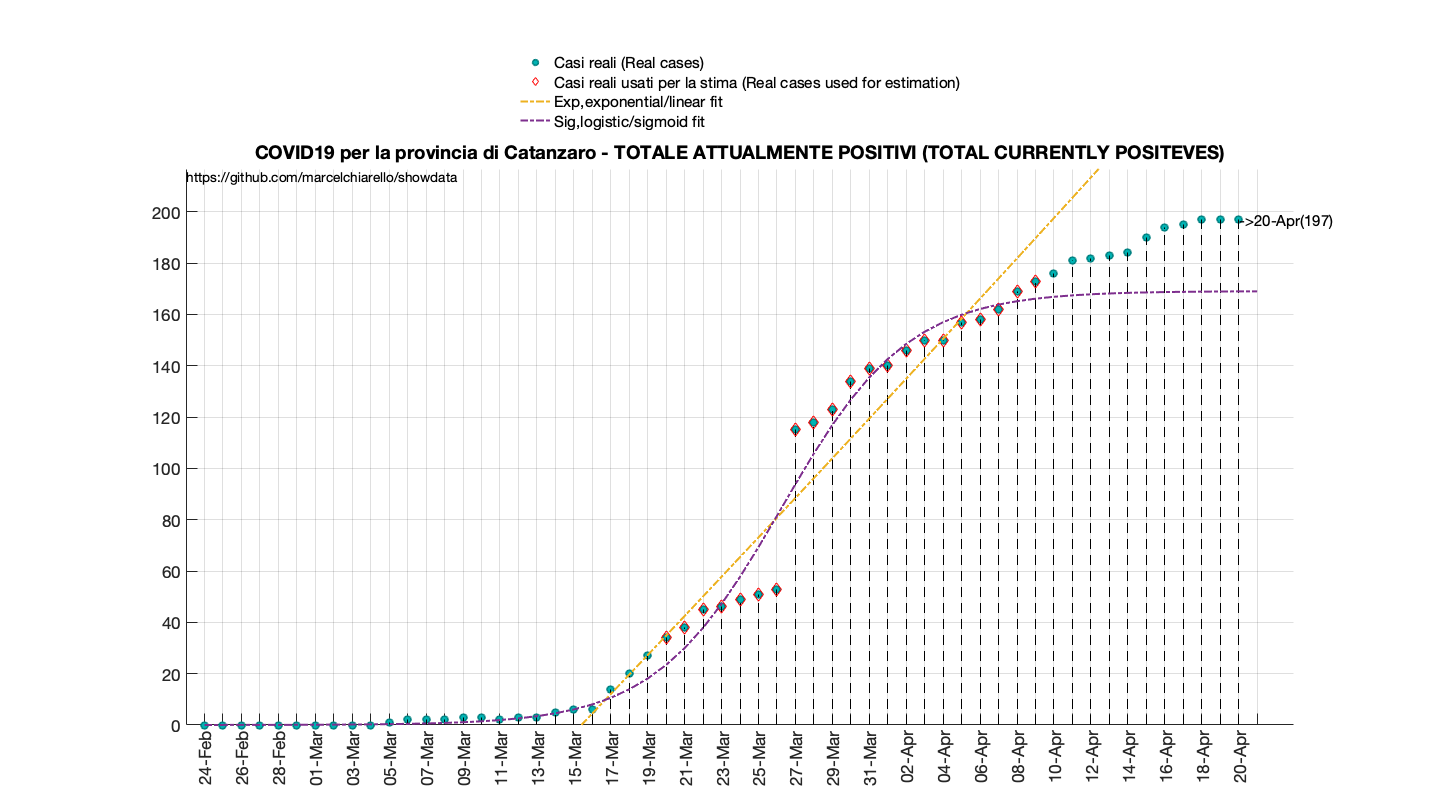 Casi reali (Real cases)
Casi reali usati per la stima (Real cases used for estimation)
Exp,exponential/linear fit
Sig,logistic/sigmoid fit
COVID19 per la provincia di Catanzaro - TOTALE ATTUALMENTE POSITIVI (TOTAL CURRENTLY POSITEVES)
https://github.com/marcelchiarello/showdata
200
->20-Apr(197)
180
160
140
120
100
80
60
40
20
0
24-Feb
26-Feb
28-Feb
01-Mar
03-Mar
05-Mar
07-Mar
09-Mar
11-Mar
13-Mar
15-Mar
17-Mar
19-Mar
21-Mar
23-Mar
25-Mar
27-Mar
29-Mar
31-Mar
02-Apr
04-Apr
06-Apr
08-Apr
10-Apr
12-Apr
14-Apr
16-Apr
18-Apr
20-Apr